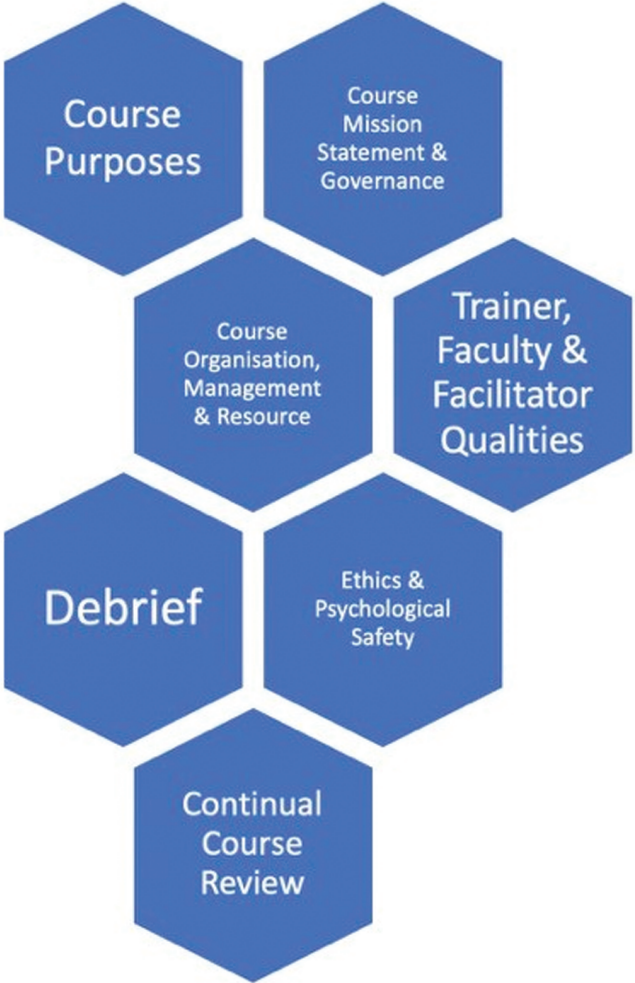 Course
Purposes
Course
Mission
Statement &
Governance
Course
Organisation,
Management
& Resource
Trainer,
Faculty &
Facilitator
Qualities
Debrief
Ethics &
Psychological
Safety
Continual
Course
Review